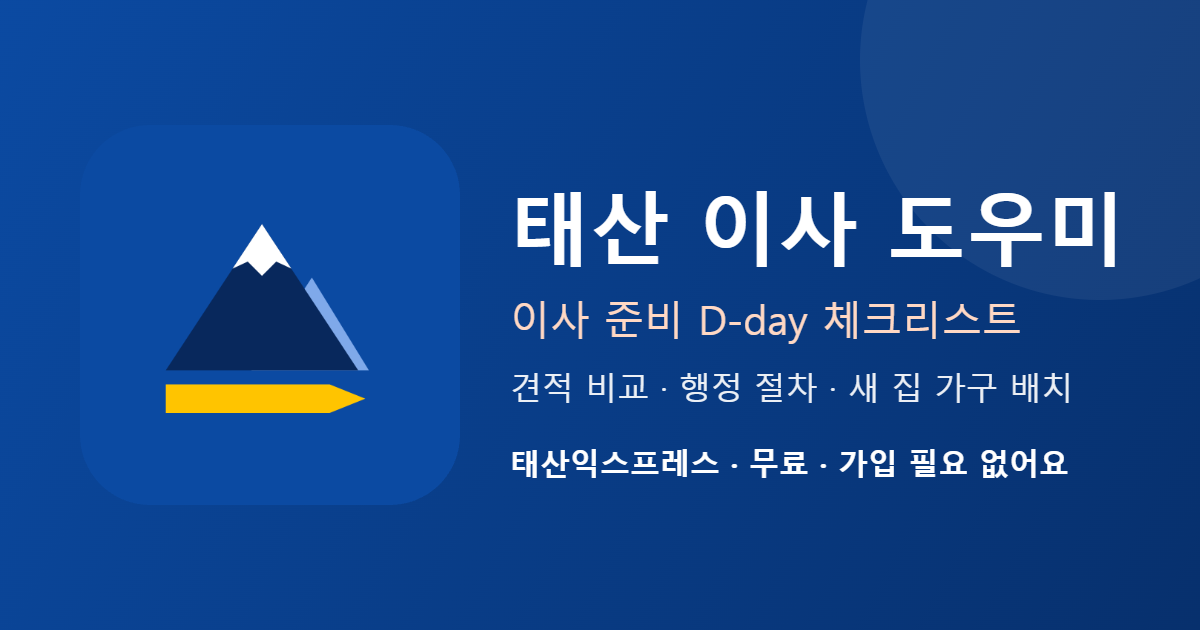 태산 이사 도우미
이사 준비 D-day 체크리스트
견적 비교 · 행정 절차 · 새 집 가구 배치
태산익스프레스 · 무료 · 가입 필요 없어요